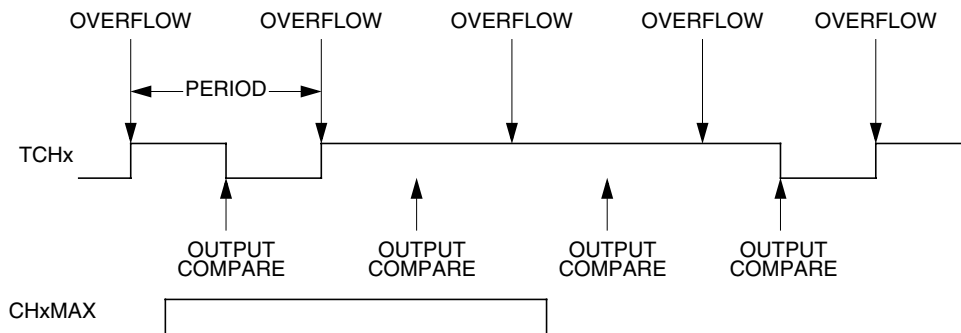 OVERFLOW OVERFLOW OVERFLOW OVERFLOW OVERFLOW
PERIOD
TCHx
OUTPUT COMPARE
OUTPUT COMPARE
OUTPUT COMPARE
OUTPUT COMPARE
CHxMAX